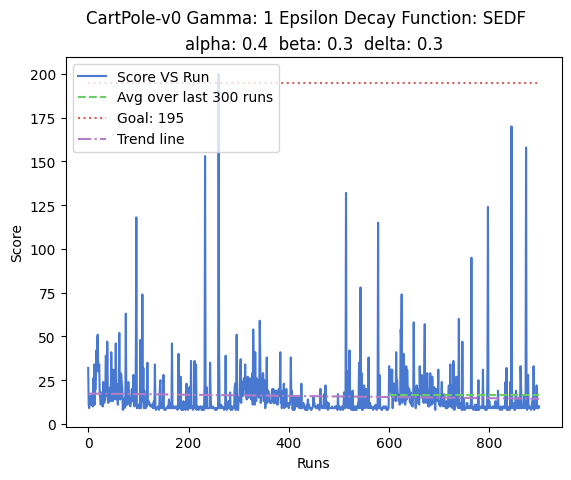 CartPole-v0 Gamma: 1 Epsilon Decay Function: SEDF
alpha: 0.4  beta: 0.3  delta: 0.3
Score VS Run
Avg over last 300 runs
Goal: 195
Trend line
200
175
150
125
100
75
50
25
0
Score
0 200 400 600 800
Runs